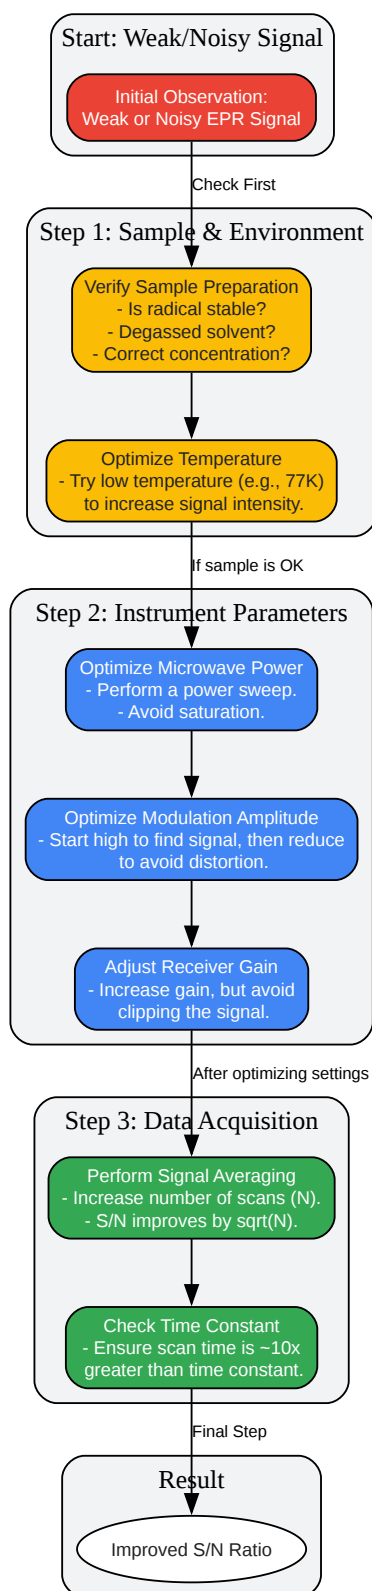 Start: Weak/Noisy Signal
Initial Observation:
Weak or Noisy EPR Signal
Check First
Step 1: Sample & Environment
Verify Sample Preparation
- Is radical stable?
- Degassed solvent?
- Correct concentration?
Optimize Temperature
- Try low temperature (e.g., 77K)
to increase signal intensity.
If sample is OK
Step 2: Instrument Parameters
Optimize Microwave Power
- Perform a power sweep.
- Avoid saturation.
Optimize Modulation Amplitude
- Start high to find signal, then reduce
to avoid distortion.
Adjust Receiver Gain
- Increase gain, but avoid
clipping the signal.
After optimizing settings
Step 3: Data Acquisition
Perform Signal Averaging
- Increase number of scans (N).
- S/N improves by sqrt(N).
Check Time Constant
- Ensure scan time is ~10x
greater than time constant.
Final Step
Result
Improved S/N Ratio